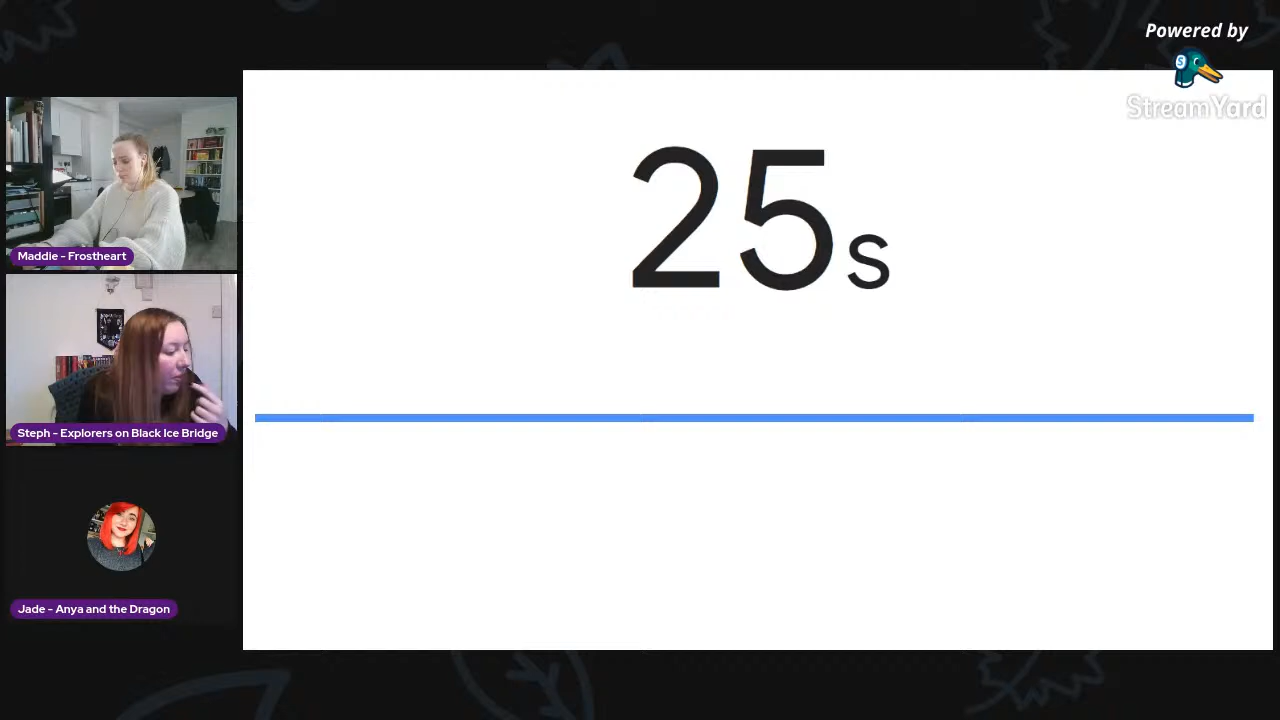 Powered by
StreamYard
25s
Maddie - Frostheart
Steph - Explorers on Black Ice Bridge
Jade - Anya and the Dragon